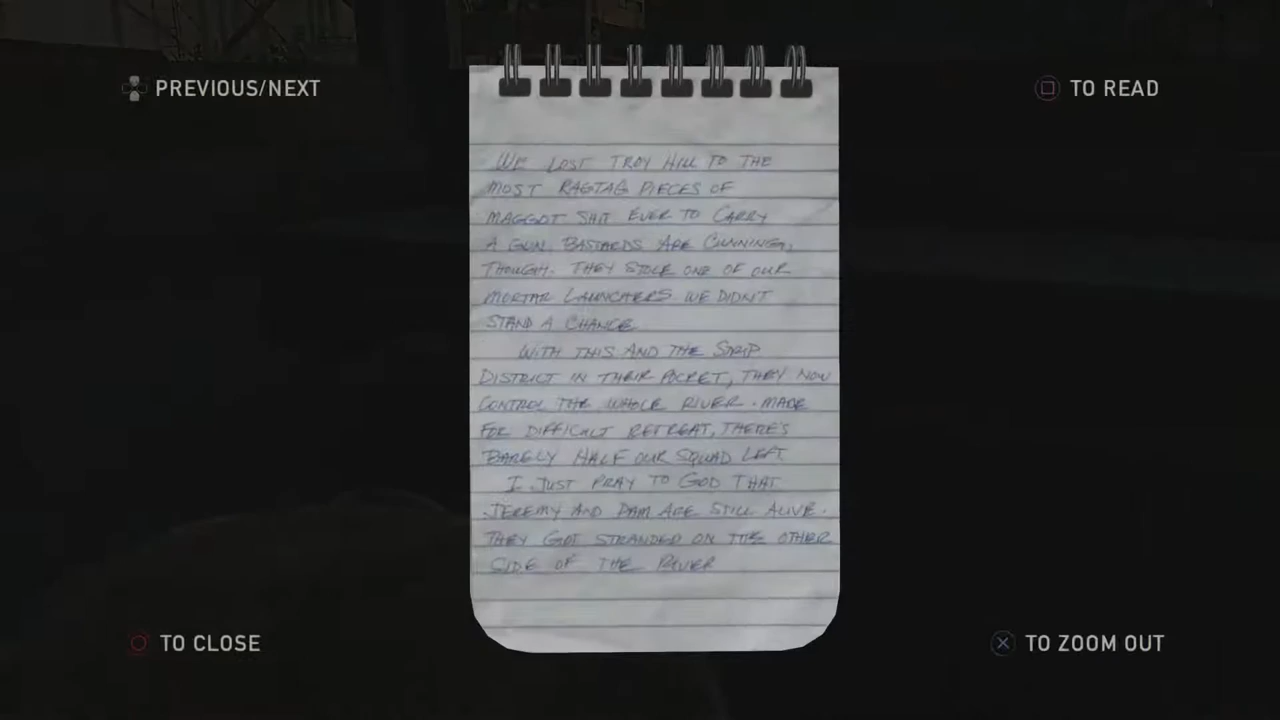 PREVIOUS/NEXT
TO READ
WE LOST TROY HILL TO THE
MOST RAGTAG PIECES OF
MAGGOT SHIT EVER TO CARRY
A GUN. BASTARDS ARE CUNNING,
THOUGH. THEY STOLE ONE OF OUR
MORTAR LAUNCHERS WE DIDN'T
STAND A CHANCE
WITH THIS AND THE STRIP
DISTRICT IN THEIR POCKET, THEY NOW
CONTROL THE WHOLE RIVER. MADE
FOR DIFFICULT RETREAT, THERE'S
BARELY HALF OUR SQUAD LEFT
I JUST PRAY TO GOD THAT
JEREMY AND PAM ARE STILL ALIVE.
THEY GOT STRANDED ON THE OTHER
SIDE OF THE RIVER
TO CLOSE
TO ZOOM OUT